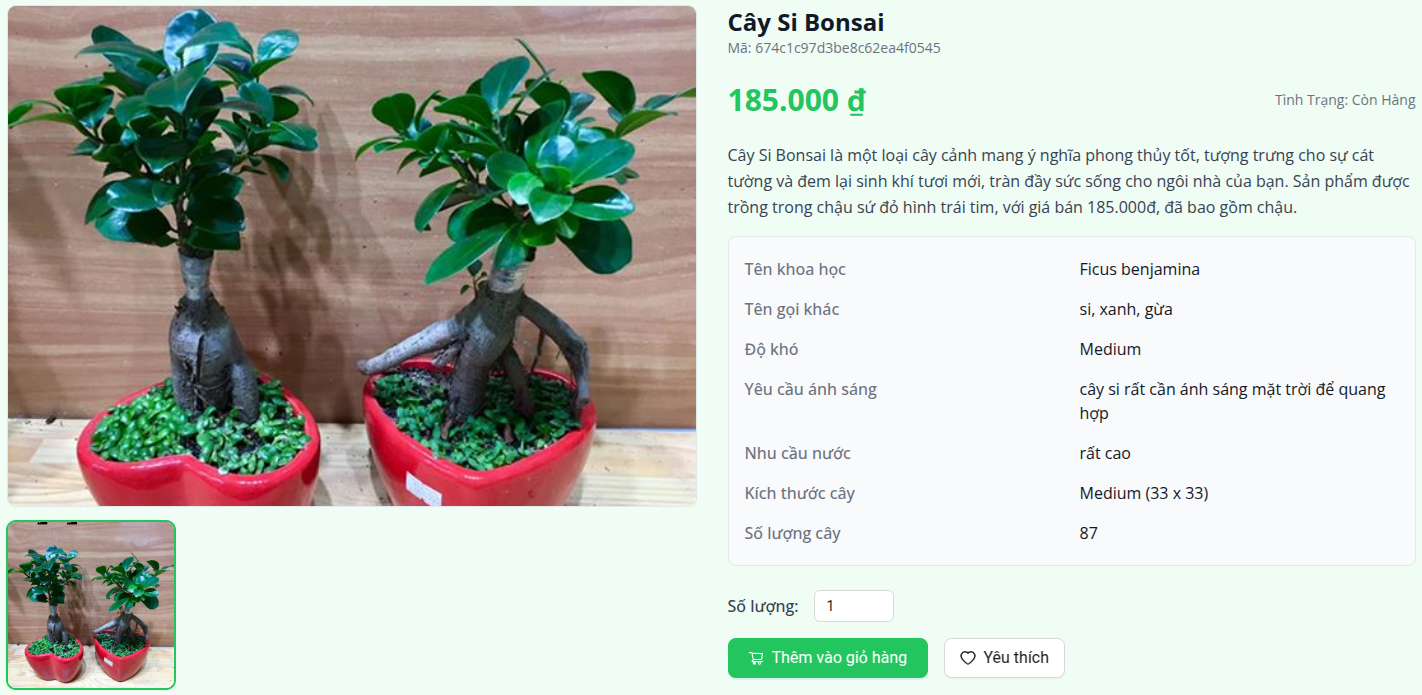 Cây Si Bonsai
Mã: 674c1c97d3be8c62ea4f0545
185.000 ₫
Tình Trạng: Còn Hàng
Cây Si Bonsai là một loại cây cảnh mang ý nghĩa phong thủy tốt, tượng trưng cho sự cát
tường và đem lại sinh khí tươi mới, tràn đầy sức sống cho ngôi nhà của bạn. Sản phẩm được
trồng trong chậu sứ đỏ hình trái tim, với giá bán 185.000đ, đã bao gồm chậu.
Tên khoa học
Ficus benjamina
Tên gọi khác
si, xanh, gừa
Độ khó
Medium
Yêu cầu ánh sáng
cây si rất cần ánh sáng mặt trời để quang
hợp
Nhu cầu nước
rất cao
Kích thước cây
Medium (33 x 33)
Số lượng cây
87
Số lượng:
1
Thêm vào giỏ hàng
Yêu thích